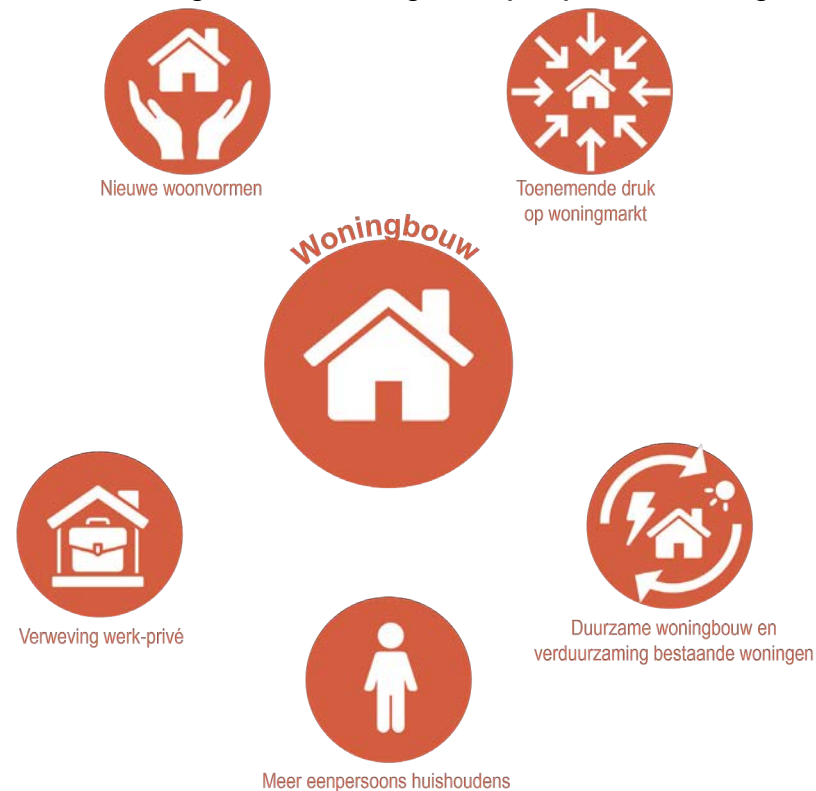 Nieuwe woonvormen
Toenemende druk
op woningmarkt
Woningbouw
Verweving werk-privé
Duurzame woningbouw en
verduurzaming bestaande woningen
Meer eenpersoons huishoudens